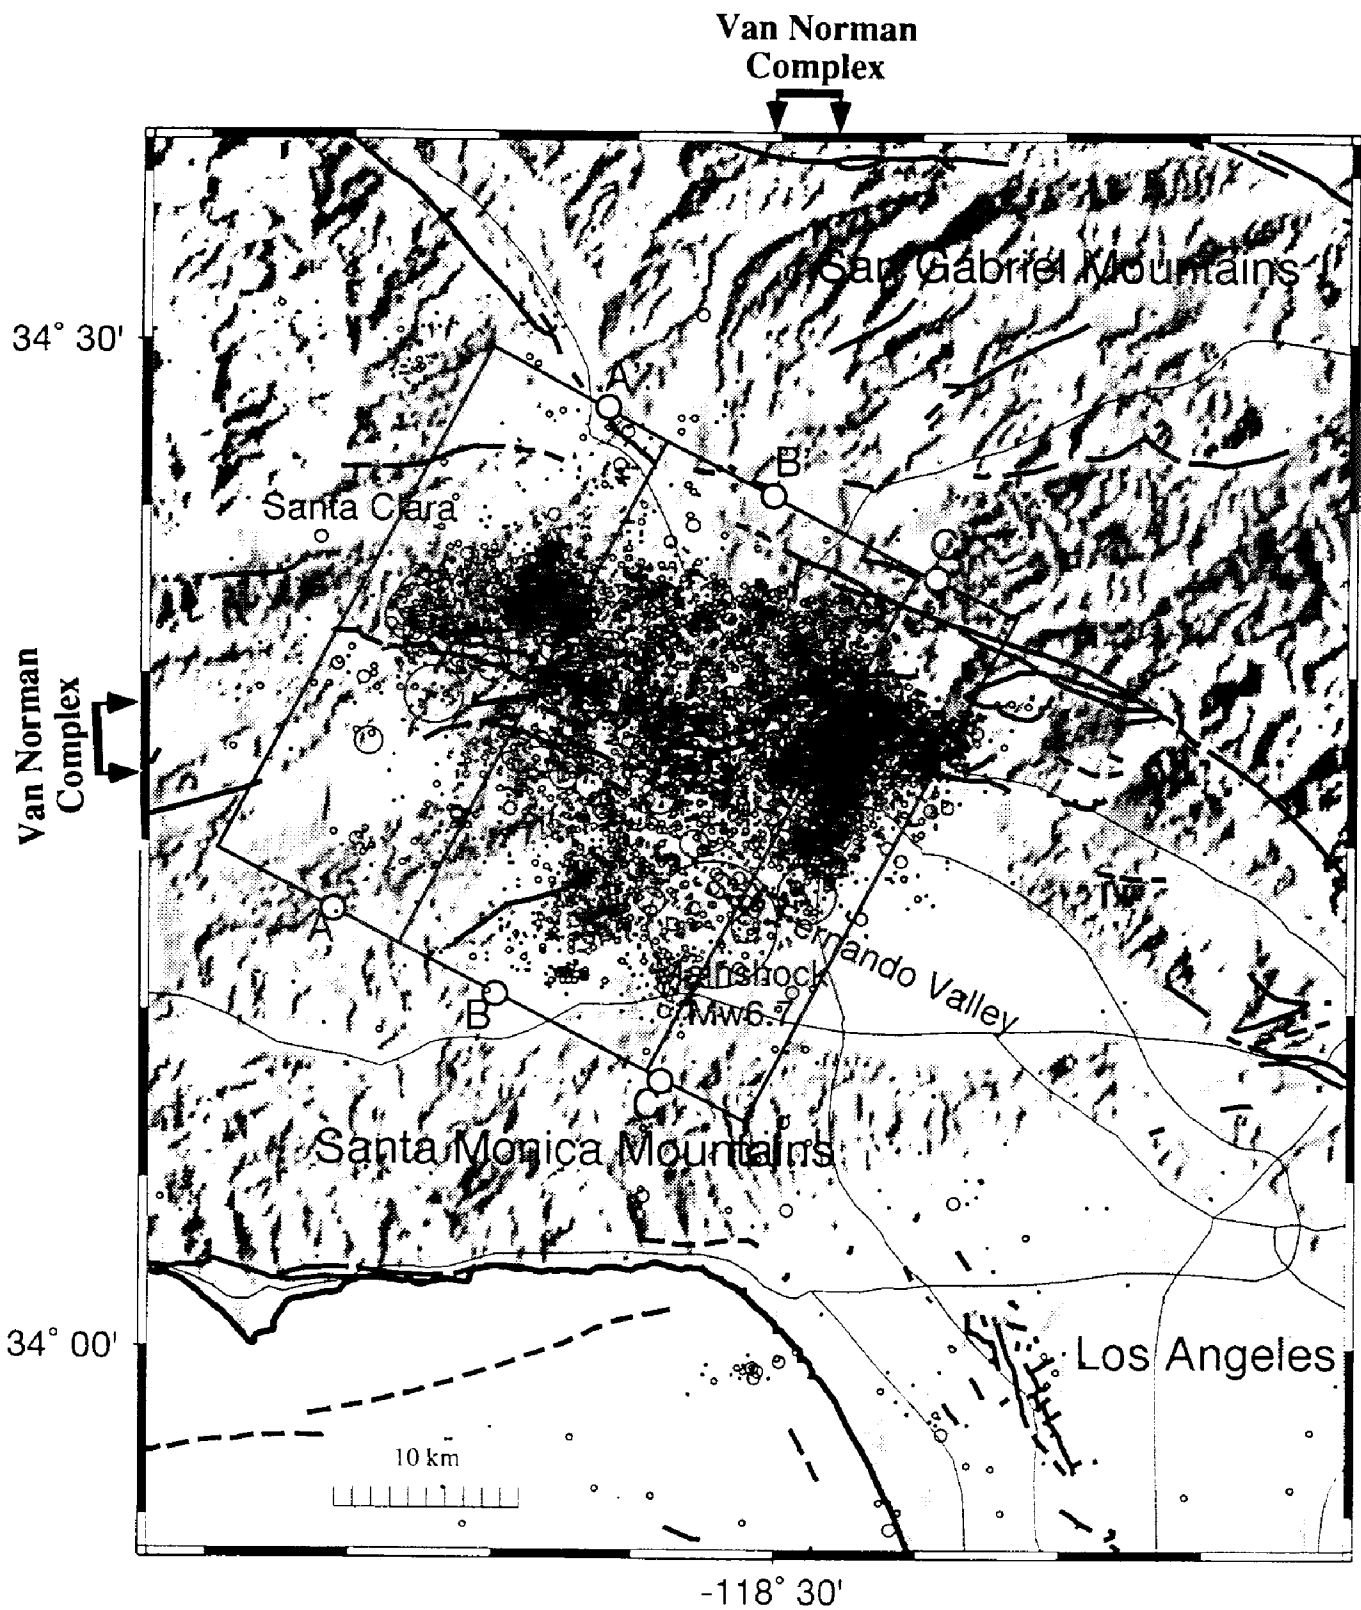 Van Norman
Complex
San Gabriel Mountains
34° 30'
A'
B'
Santa Clara
C'
Van Norman
Complex
A
ernando Valley
Mainshock
Mw6.7
B
C
Santa Monica Mountains
34° 00'
Los Angeles
10 km
-118° 30'